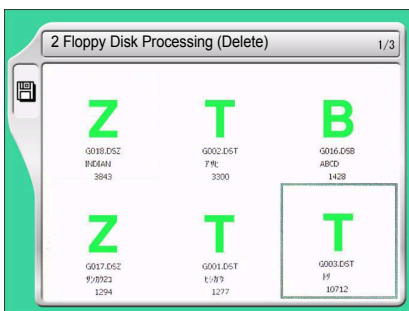 2 Floppy Disk Processing (Delete) 1/3
Z T B
G018.DSZ G002.DST G016.DSB
INDIAN ABCD
3843 3300 1428
Z T T
G017.DSZ G001.DST G003.DST
1294 1277 10712